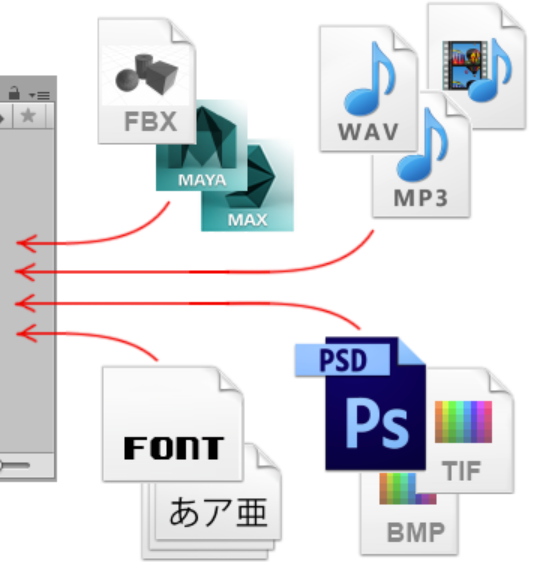 FBX
MAYA
MAX
WAV
MP3
FONT
あア亜
PSD
Ps
TIF
BMP